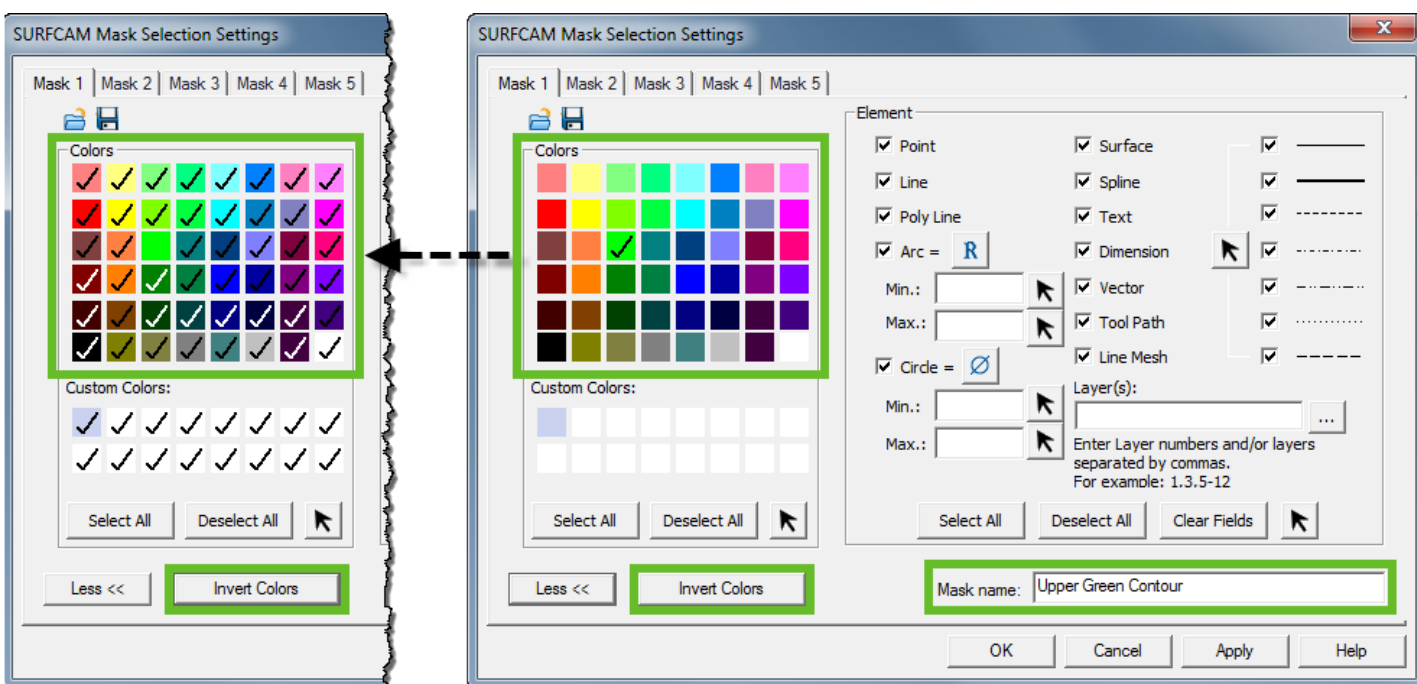 SURFCAM Mask Selection Settings
Mask 1 Mask 2 Mask 3 Mask 4 Mask 5
Colors
Custom Colors:
Select All Deselect All
Less << Invert Colors
SURFCAM Mask Selection Settings
Mask 1 Mask 2 Mask 3 Mask 4 Mask 5
Colors
Custom Colors:
Select All Deselect All
Less << Invert Colors
Element
Point
Line
Poly Line
Arc = R
Min.:
Max.:
Circle = Ø
Min.:
Max.:
Surface
Spline
Text
Dimension
Vector
Tool Path
Line Mesh
Layer(s):
...
Enter Layer numbers and/or layers
separated by commas.
For example: 1.3.5-12
Select All Deselect All Clear Fields
Mask name: Upper Green Contour
OK Cancel Apply Help